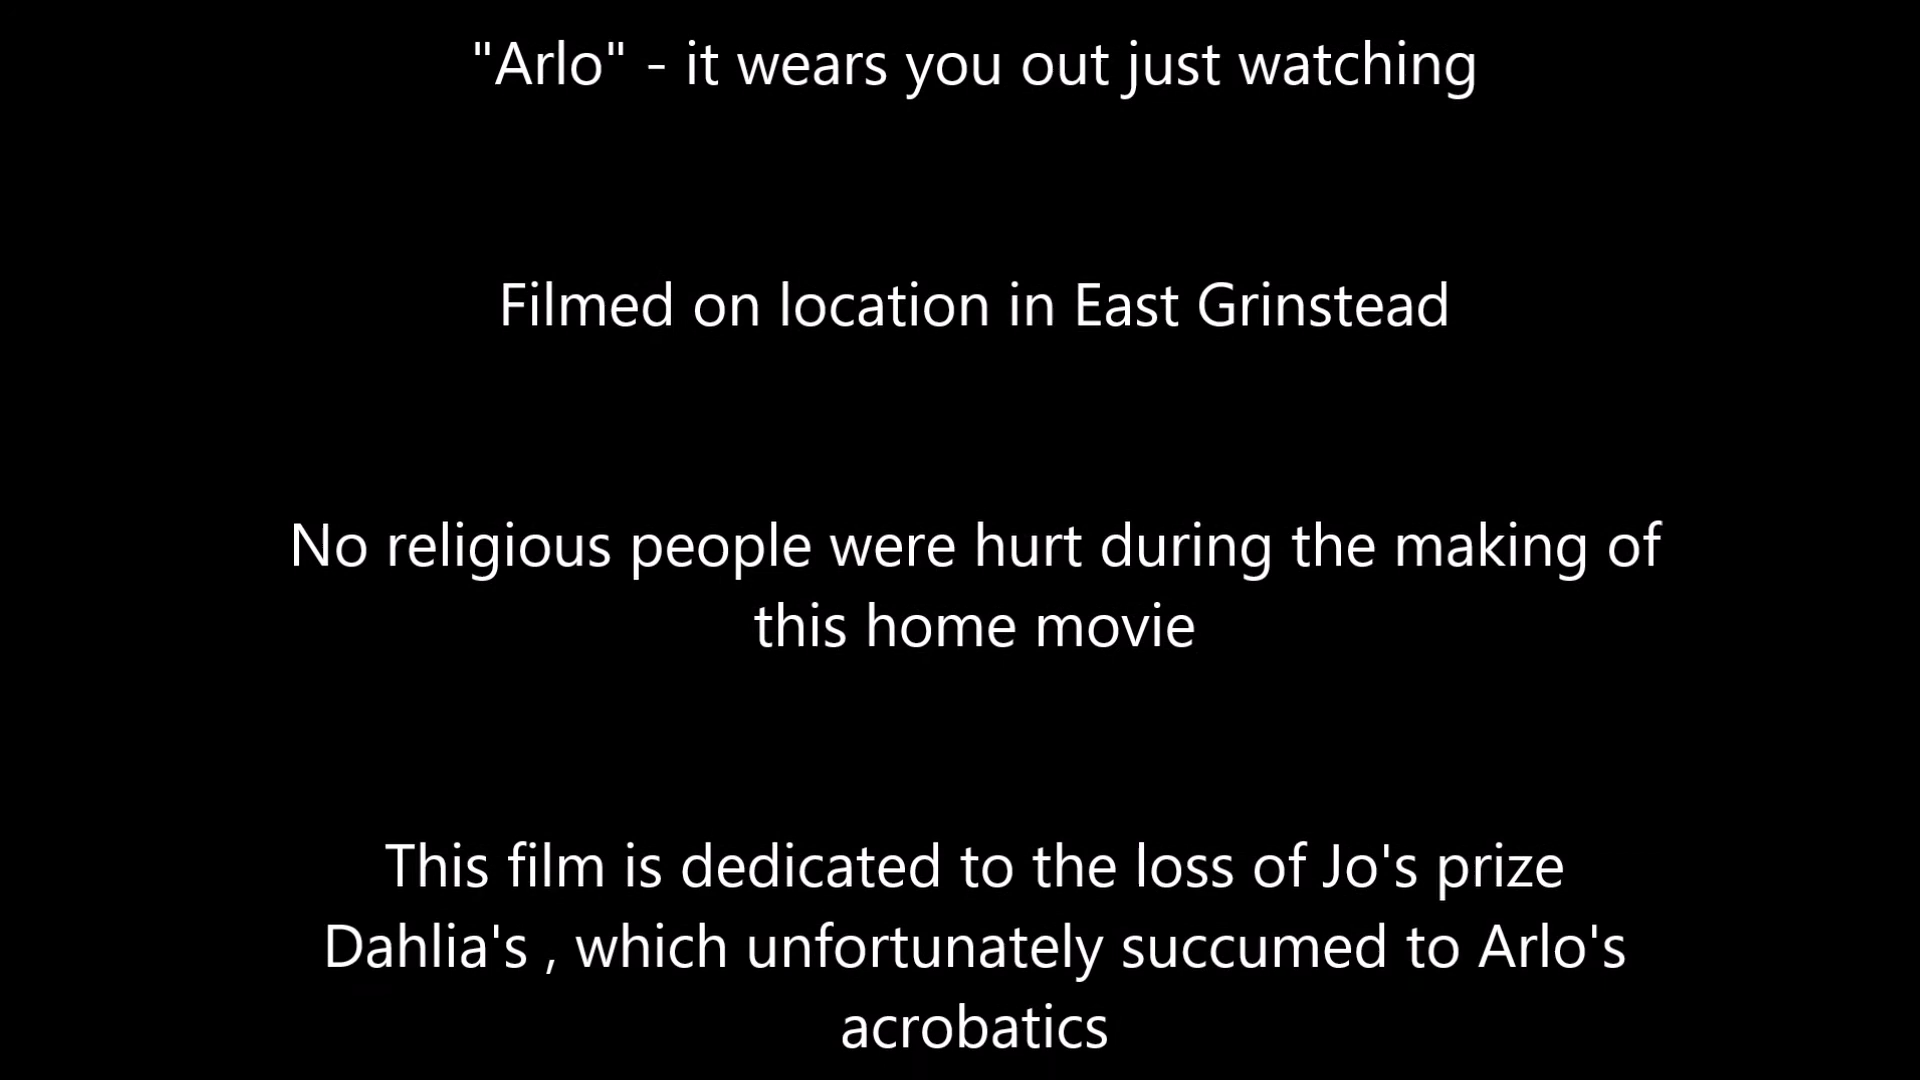 "Arlo" - it wears you out just watching
Filmed on location in East Grinstead
No religious people were hurt during the making of
this home movie
This film is dedicated to the loss of Jo's prize
Dahlia's , which unfortunately succumed to Arlo's
acrobatics